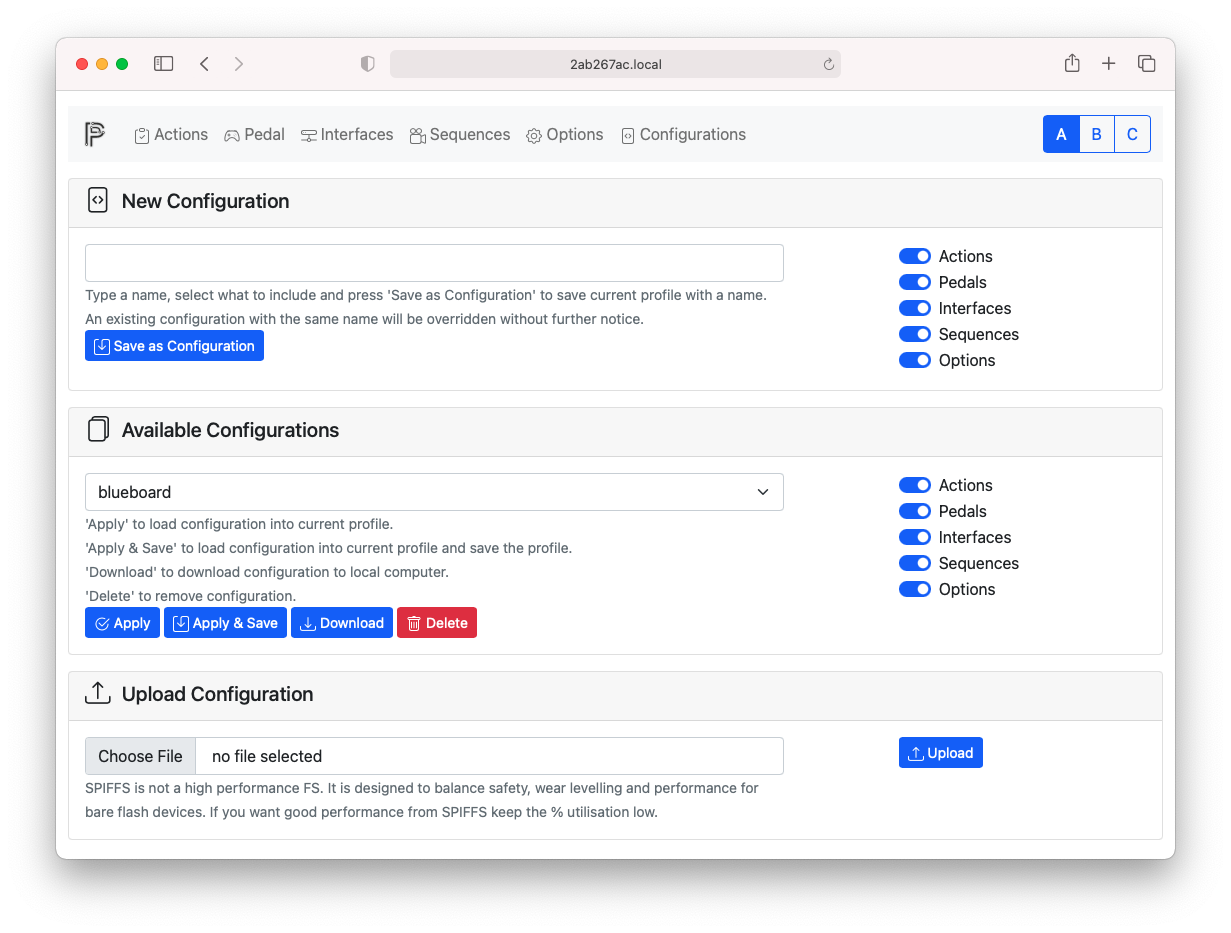 2ab267ac.local
Actions Pedal Interfaces Sequences Options Configurations A B C
New Configuration
Actions
Pedals
Type a name, select what to include and press 'Save as Configuration' to save current profile with a name.
Interfaces
An existing configuration with the same name will be overridden without further notice.
Sequences
Save as Configuration
Options
Available Configurations
blueboard
Actions
Pedals
'Apply' to load configuration into current profile.
Interfaces
'Apply & Save' to load configuration into current profile and save the profile.
Sequences
'Download' to download configuration to local computer.
Options
'Delete' to remove configuration.
Apply Apply & Save Download Delete
Upload Configuration
Choose File no file selected Upload
SPIFFS is not a high performance FS. It is designed to balance safety, wear levelling and performance for
bare flash devices. If you want good performance from SPIFFS keep the % utilisation low.